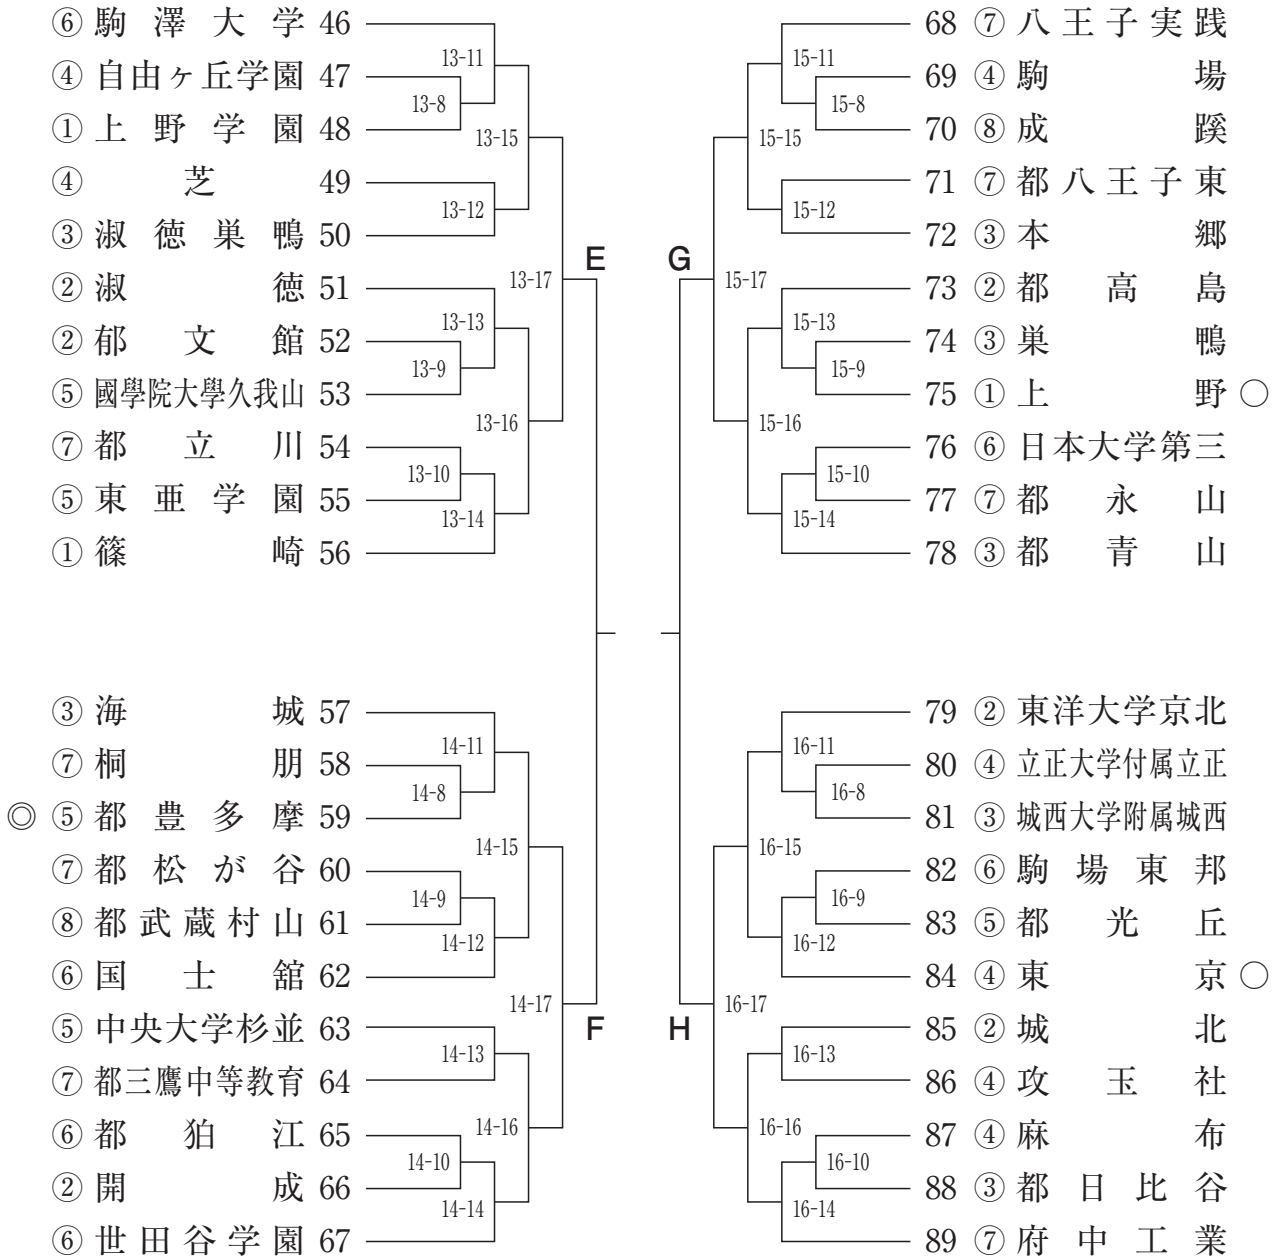 ⑥ 駒澤大学 46
④ 自由ヶ丘学園 47
① 上野学園 48
④ 芝 49
③ 淑徳巣鴨 50
② 淑徳 51
② 郁文館 52
⑤ 國學院大學久我山 53
⑦ 都立川 54
⑤ 東亜学園 55
① 篠崎 56
13-11
13-8
13-15
13-12
13-17
13-13
13-9
13-16
13-10
13-14
E
③ 海城 57
⑦ 桐朋 58
◎ ⑤ 都豊多摩 59
⑦ 都松が谷 60
⑧ 都武蔵村山 61
⑥ 国士舘 62
⑤ 中央大学杉並 63
⑦ 都三鷹中等教育 64
⑥ 都狛江 65
② 開成 66
⑥ 世田谷学園 67
14-11
14-8
14-15
14-9
14-12
14-17
14-13
14-16
14-10
14-14
F
68 ⑦ 八王子実践
69 ④ 駒場
70 ⑧ 成蹊
71 ⑦ 都八王子東
72 ③ 本郷
73 ② 都高島
74 ③ 巣鴨
75 ① 上野 ○
76 ⑥ 日本大学第三
77 ⑦ 都永山
78 ③ 都青山
15-11
15-8
15-15
15-12
G
15-17
15-13
15-9
15-16
15-10
15-14
79 ② 東洋大学京北
80 ④ 立正大学付属立正
81 ③ 城西大学附属城西
82 ⑥ 駒場東邦
83 ⑤ 都光丘
84 ④ 東京 ○
85 ② 城北
86 ④ 攻玉社
87 ④ 麻布
88 ③ 都日比谷
89 ⑦ 府中工業
16-11
16-8
16-15
16-9
16-12
H
16-17
16-13
16-16
16-10
16-14